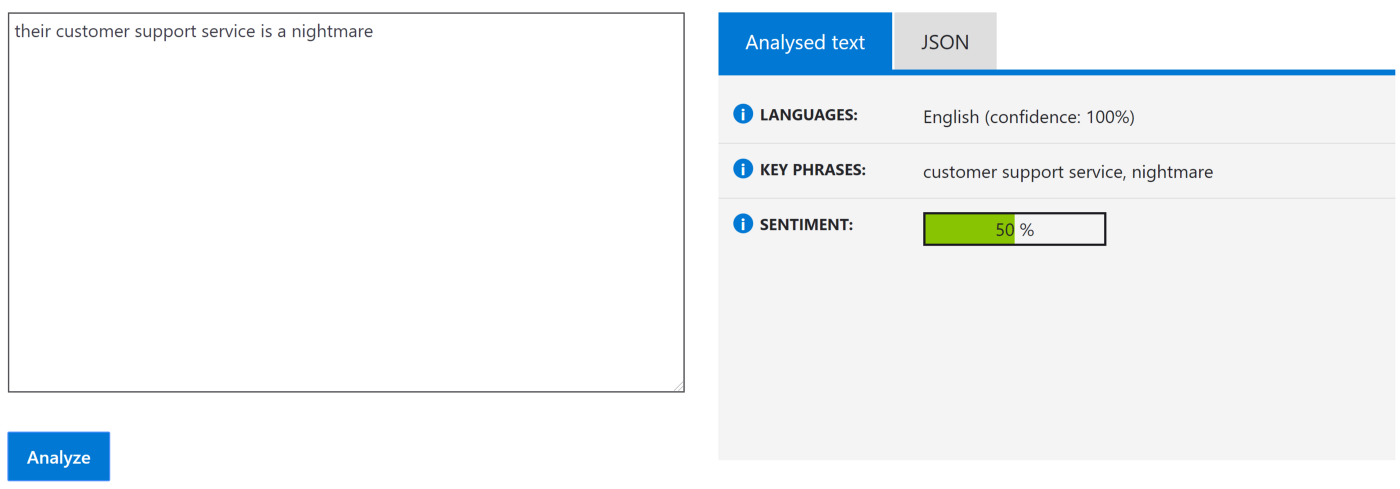 their customer support service is a nightmare
Analyze
Analysed text
JSON
LANGUAGES: English (confidence: 100%)
KEY PHRASES: customer support service, nightmare
SENTIMENT: 50 %